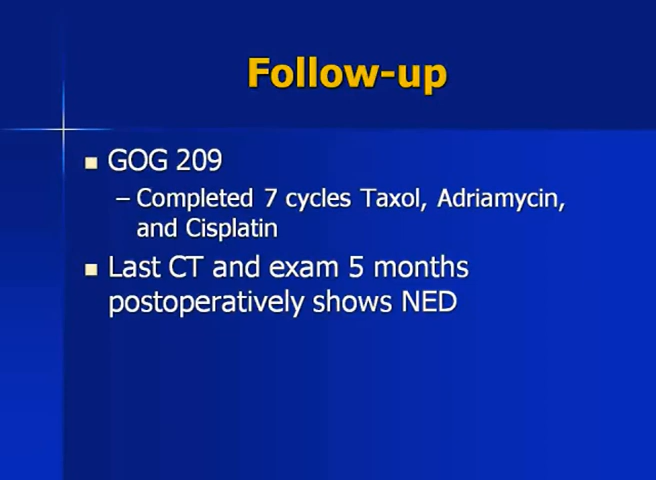 Follow-up
GOG 209
– Completed 7 cycles Taxol, Adriamycin,
and Cisplatin
Last CT and exam 5 months
postoperatively shows NED